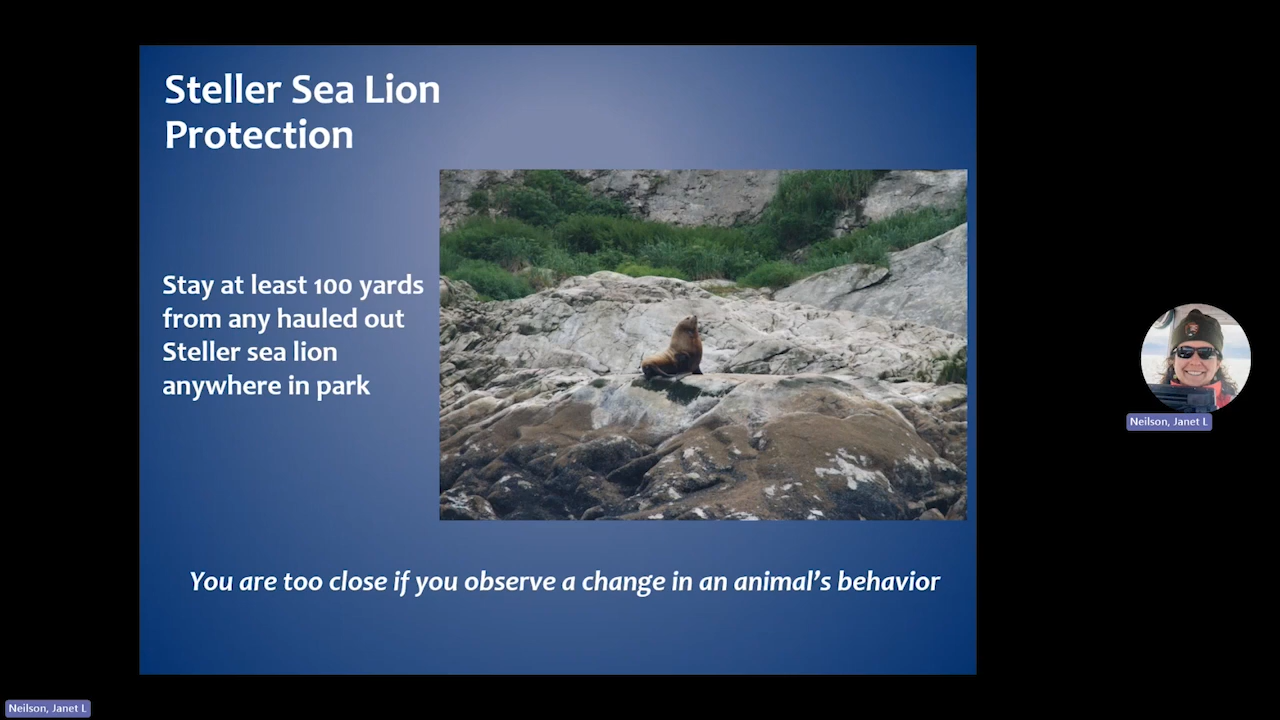 Steller Sea Lion
Protection
Stay at least 100 yards
from any hauled out
Steller sea lion
anywhere in park
You are too close if you observe a change in an animal’s behavior
Neilson, Janet L
Neilson, Janet L